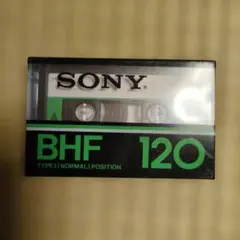 SONY
A
BHF 120
TYPE I (NORMAL) POSITION